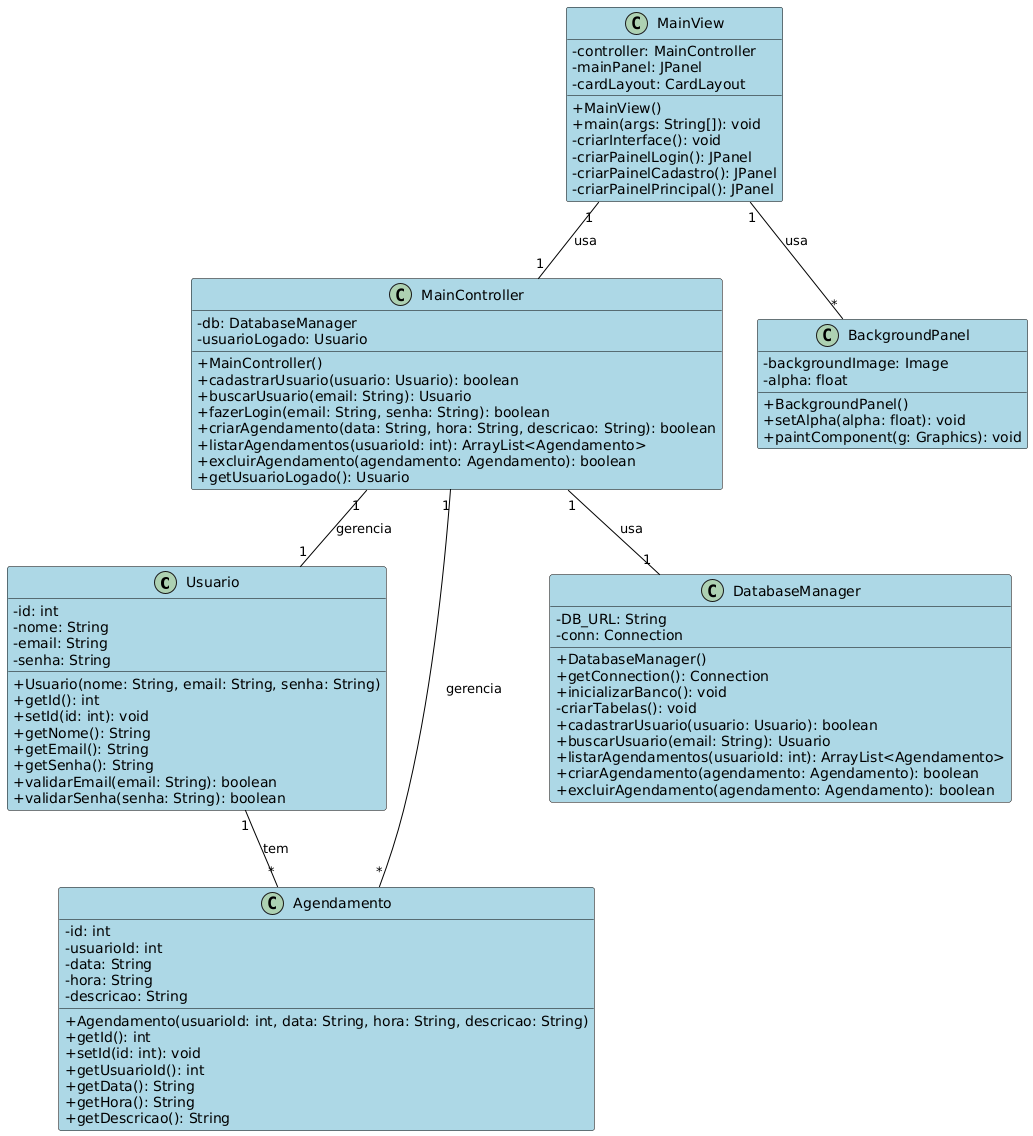 C MainView
-controller: MainController
-mainPanel: JPanel
-cardLayout: CardLayout
+MainView()
+main(args: String[]): void
-criarInterface(): void
-criarPainelLogin(): JPanel
-criarPainelCadastro(): JPanel
-criarPainelPrincipal(): JPanel
1
1
usa
usa
1
*
C MainController
-db: DatabaseManager
-usuarioLogado: Usuario
+MainController()
+cadastrarUsuario(usuario: Usuario): boolean
+buscarUsuario(email: String): Usuario
+fazerLogin(email: String, senha: String): boolean
+criarAgendamento(data: String, hora: String, descricao: String): boolean
+listarAgendamentos(usuarioId: int): ArrayList<Agendamento>
+excluirAgendamento(agendamento: Agendamento): boolean
+getUsuarioLogado(): Usuario
C BackgroundPanel
-backgroundImage: Image
-alpha: float
+BackgroundPanel()
+setAlpha(alpha: float): void
+paintComponent(g: Graphics): void
1
1
1
gerencia
usa
1
1
C Usuario
-id: int
-nome: String
-email: String
-senha: String
+Usuario(nome: String, email: String, senha: String)
+getId(): int
+setId(id: int): void
+getNome(): String
+getEmail(): String
+getSenha(): String
+validarEmail(email: String): boolean
+validarSenha(senha: String): boolean
gerencia
C DatabaseManager
-DB_URL: String
-conn: Connection
+DatabaseManager()
+getConnection(): Connection
+inicializarBanco(): void
-criarTabelas(): void
+cadastrarUsuario(usuario: Usuario): boolean
+buscarUsuario(email: String): Usuario
+listarAgendamentos(usuarioId: int): ArrayList<Agendamento>
+criarAgendamento(agendamento: Agendamento): boolean
+excluirAgendamento(agendamento: Agendamento): boolean
1
tem
*
*
C Agendamento
-id: int
-usuarioId: int
-data: String
-hora: String
-descricao: String
+Agendamento(usuarioId: int, data: String, hora: String, descricao: String)
+getId(): int
+setId(id: int): void
+getUsuarioId(): int
+getData(): String
+getHora(): String
+getDescricao(): String